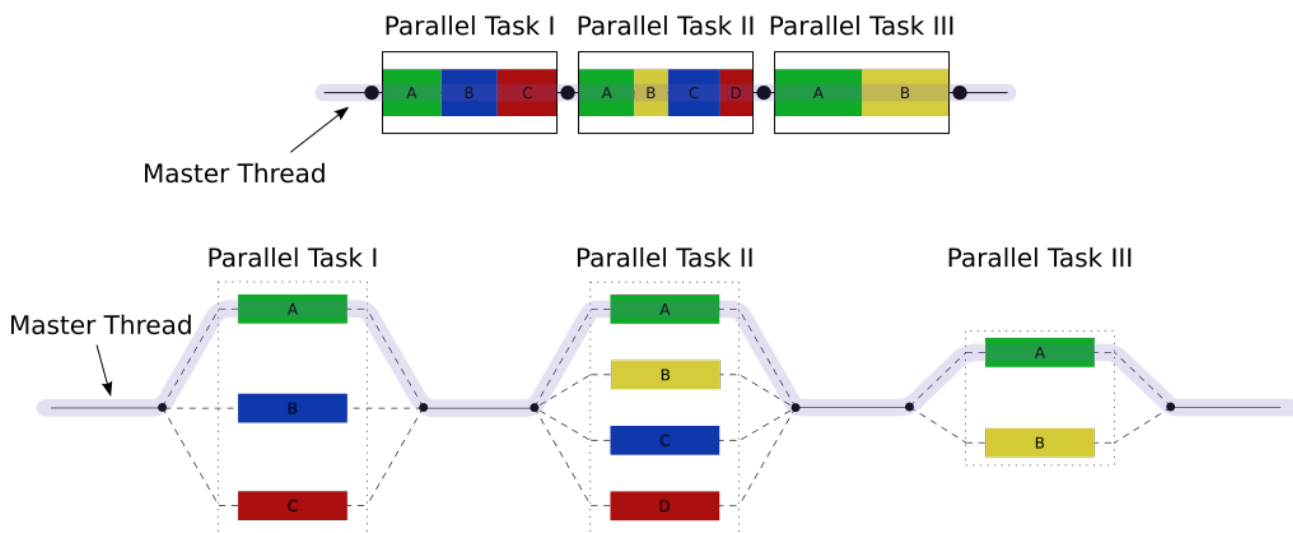 Parallel Task I Parallel Task II Parallel Task III
A B C A B C D A B
Master Thread
Parallel Task I Parallel Task II Parallel Task III
A A
Master Thread
A
B
B
C
B
C D